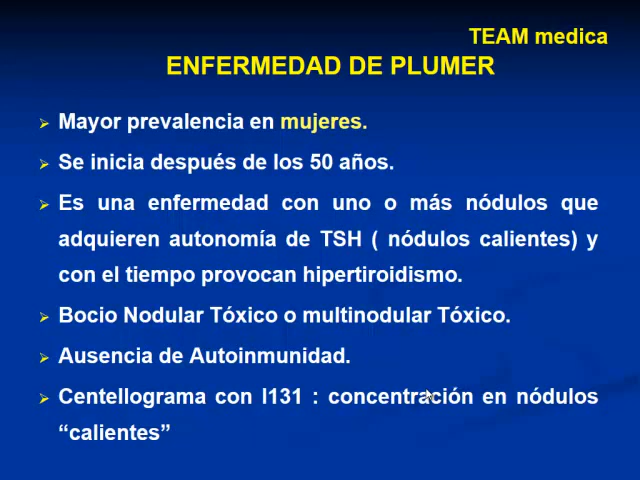 TEAM medica
ENFERMEDAD DE PLUMER
Mayor prevalencia en mujeres.
Se inicia después de los 50 años.
Es una enfermedad con uno o más nódulos que
adquieren autonomía de TSH ( nódulos calientes) y
con el tiempo provocan hipertiroidismo.
Bocio Nodular Tóxico o multinodular Tóxico.
Ausencia de Autoinmunidad.
Centellograma con I131 : concentración en nódulos
“calientes”